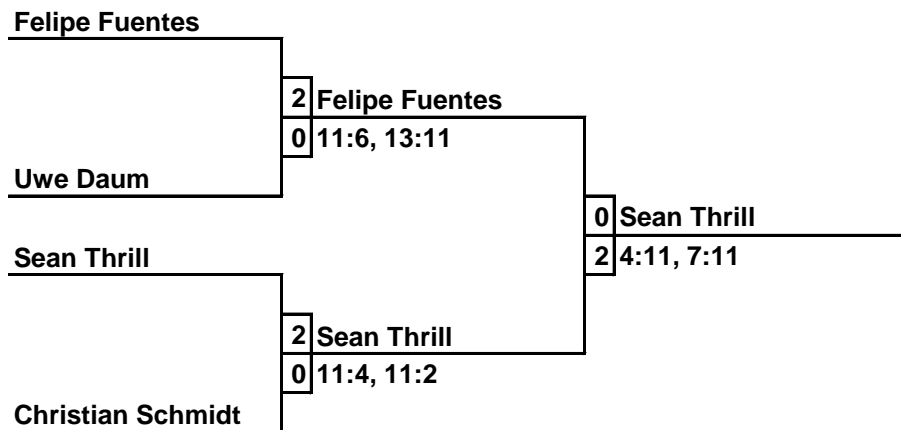 Felipe Fuentes
2 Felipe Fuentes
0 11:6, 13:11
Uwe Daum
0 Sean Thrill
Sean Thrill
2 4:11, 7:11
2 Sean Thrill
0 11:4, 11:2
Christian Schmidt